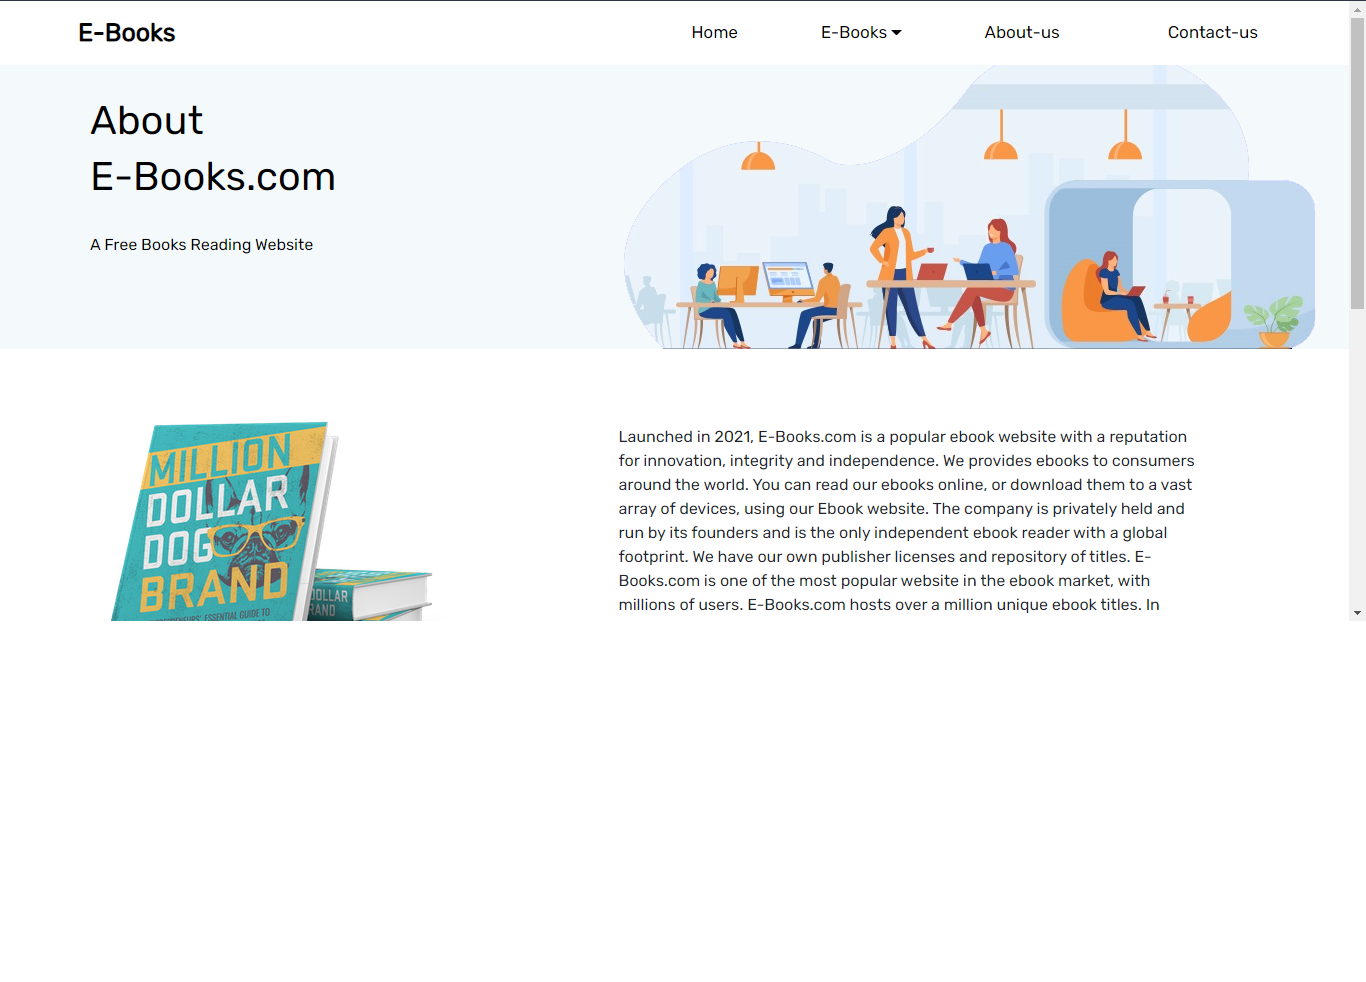 E-Books
Home
E-Books
About-us
Contact-us
About
E-Books.com
A Free Books Reading Website
MILLION
DOLLAR
DOG
BRAND
ESSENTIAL GUIDE TO
DOLLAR
BRAND
Launched in 2021, E-Books.com is a popular ebook website with a reputation
for innovation, integrity and independence. We provides ebooks to consumers
around the world. You can read our ebooks online, or download them to a vast
array of devices, using our Ebook website. The company is privately held and
run by its founders and is the only independent ebook reader with a global
footprint. We have our own publisher licenses and repository of titles. E-
Books.com is one of the most popular website in the ebook market, with
millions of users. E-Books.com hosts over a million unique ebook titles. In